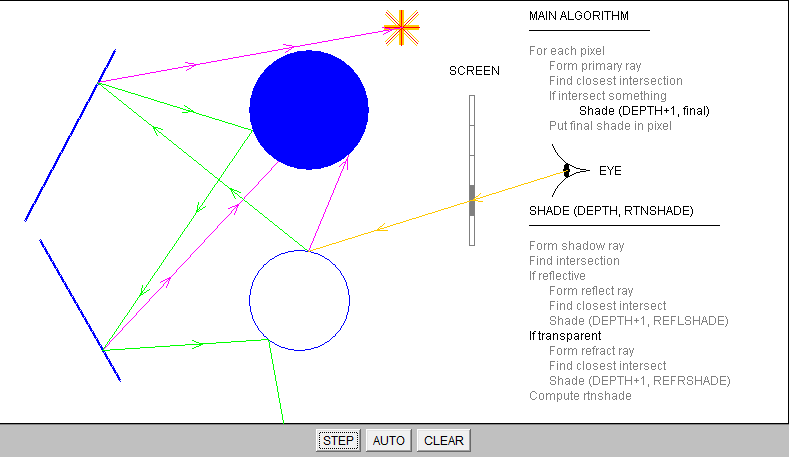 MAIN ALGORITHM
For each pixel
Form primary ray
Find closest intersection
If intersect something
Shade (DEPTH+1, final)
Put final shade in pixel
SCREEN
EYE
SHADE (DEPTH, RTNSHADE)
Form shadow ray
Find intersection
If reflective
Form reflect ray
Find closest intersect
Shade (DEPTH+1, REFLSHADE)
If transparent
Form refract ray
Find closest intersect
Shade (DEPTH+1, REFRSHADE)
Compute rtnshade
STEP AUTO CLEAR